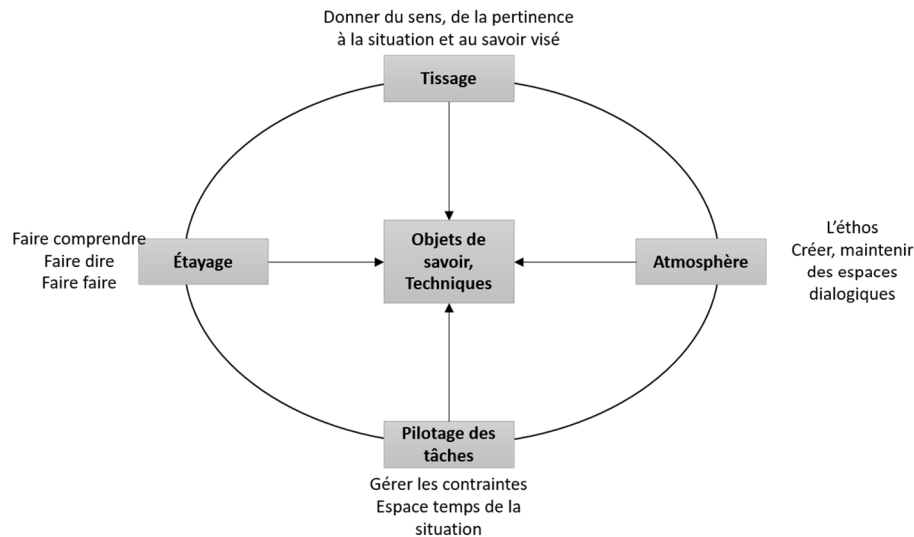 Donner du sens, de la pertinence
à la situation et au savoir visé
Tissage
Faire comprendre
Faire dire
Faire faire
Étayage
Objets de
savoir,
Techniques
Atmosphère
L’éthos
Créer, maintenir
des espaces
dialogiques
Pilotage des
tâches
Gérer les contraintes
Espace temps de la
situation